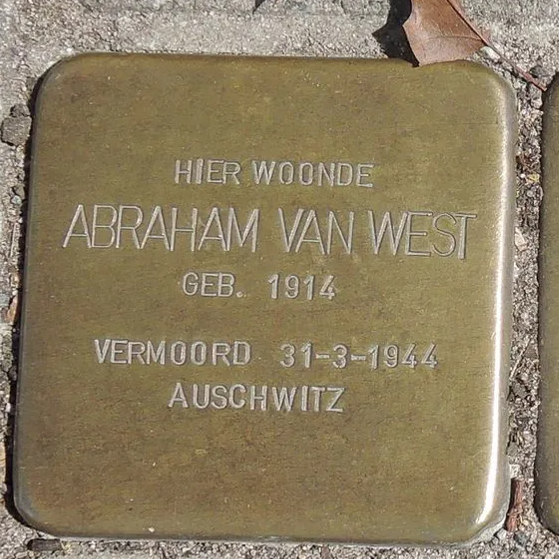 HIER WOONDE
ABRAHAM VAN WEST
GEB. 1914
VERMOORD 31-3-1944
AUSCHWITZ